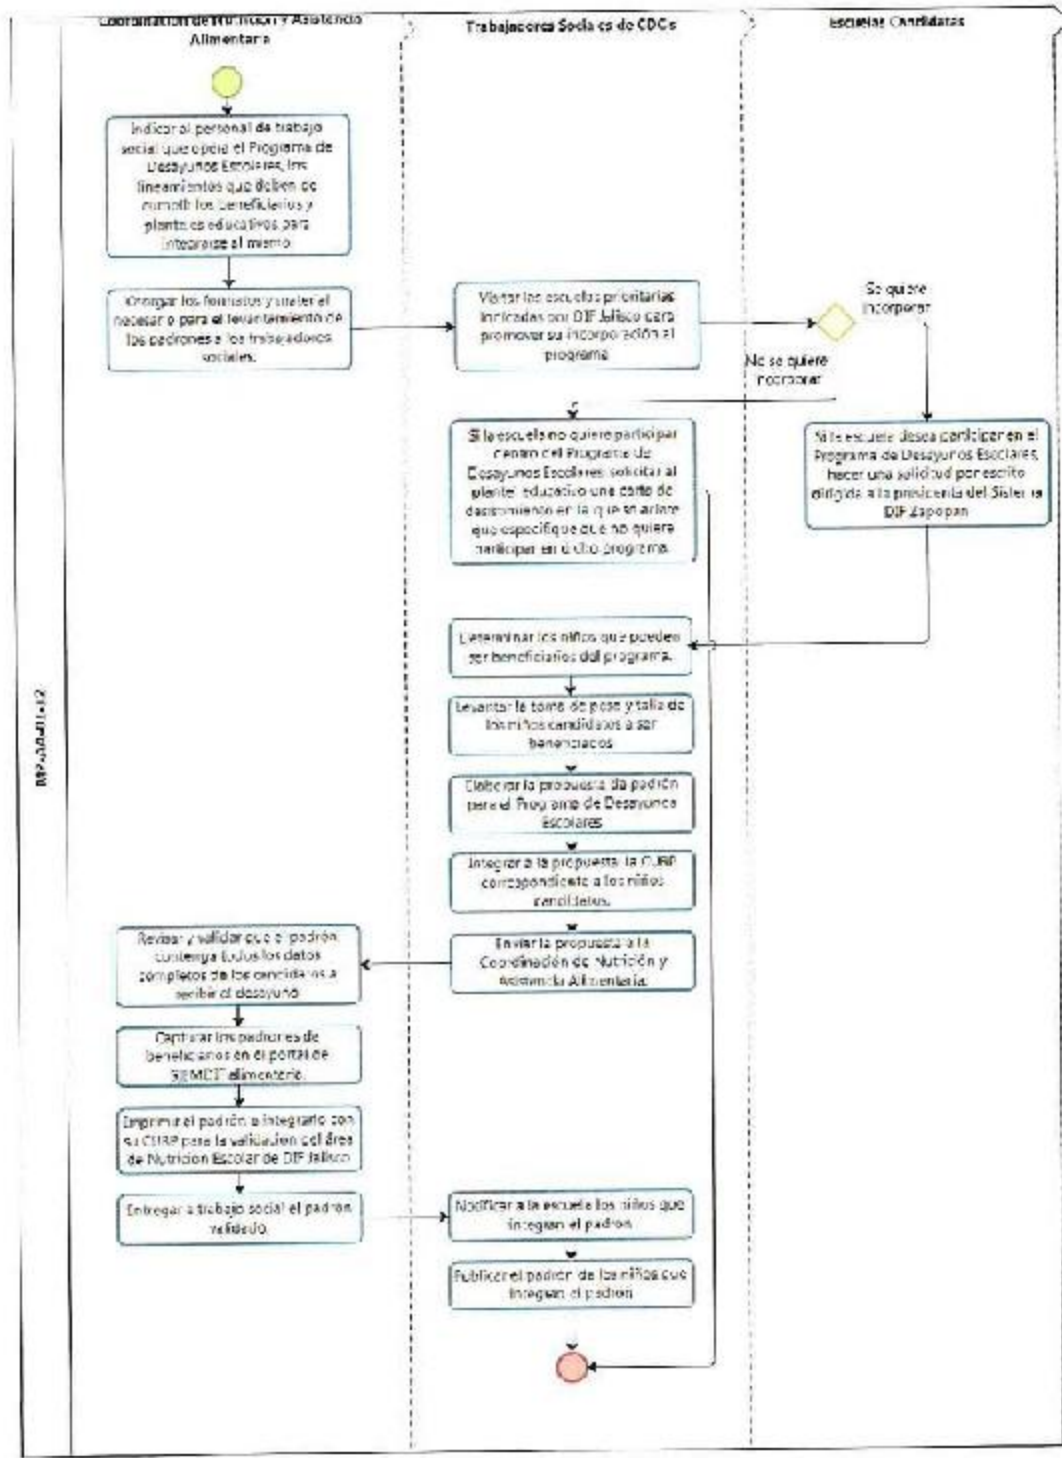 Coordinación de Nutrición y Asistencia
Alimentaria
Trabajadores Sociales de CDCs
Escuelas Candidatas
Indicar al personal de trabajo
social que opera el Programa de
Desayunos Escolares, los
lineamientos que deben de
cumplir los beneficiarios y
planteles educativos para
integrarse al mismo
Otorgar los formatos y material
necesario para el levantamiento de
los padrones a los trabajadores
sociales.
Visitar las escuelas prioritarias
indicadas por DIF Jalisco para
promover su incorporación al
programa
Se quiere
incorporar
No se quiere
incorporar
Si la escuela no quiere participar
dentro del Programa de
Desayunos Escolares, solicitar al
plantel educativo una carta de
desistimiento en la que se
que especifique que no quiere
participar en dicho programa.
Si la escuela desea participar en el
Programa de Desayunos Escolares,
hacer una solicitud por escrito
dirigida a la presidenta del Sistema
DIF Zapopan
Determinar los niños que pueden
ser beneficiarios del programa.
Levantar la toma de peso y talla de
los niños candidatos a ser
beneficiados
Elaborar la propuesta de padrón
para el Programa de Desayunos
Escolares
Integrar a la propuesta la CURP
correspondiente a los niños
candidatos.
Enviar la propuesta a la
Coordinación de Nutrición y
Asistencia Alimentaria.
Revisar y validar que el padrón
contenga todos los datos
completos de los candidatos a
recibir el desayuno
Capturar los padrones de
beneficiarios en el portal de
alimentaria.
Imprimir el padrón e integrarlo con
su CURP para la validación del área
de Nutrición Escolar de DIF Jalisco
Entregar a trabajo social el padrón
validado.
Notificar a la escuela los niños que
integran el padrón
Publicar el padrón de los niños que
integran el padrón